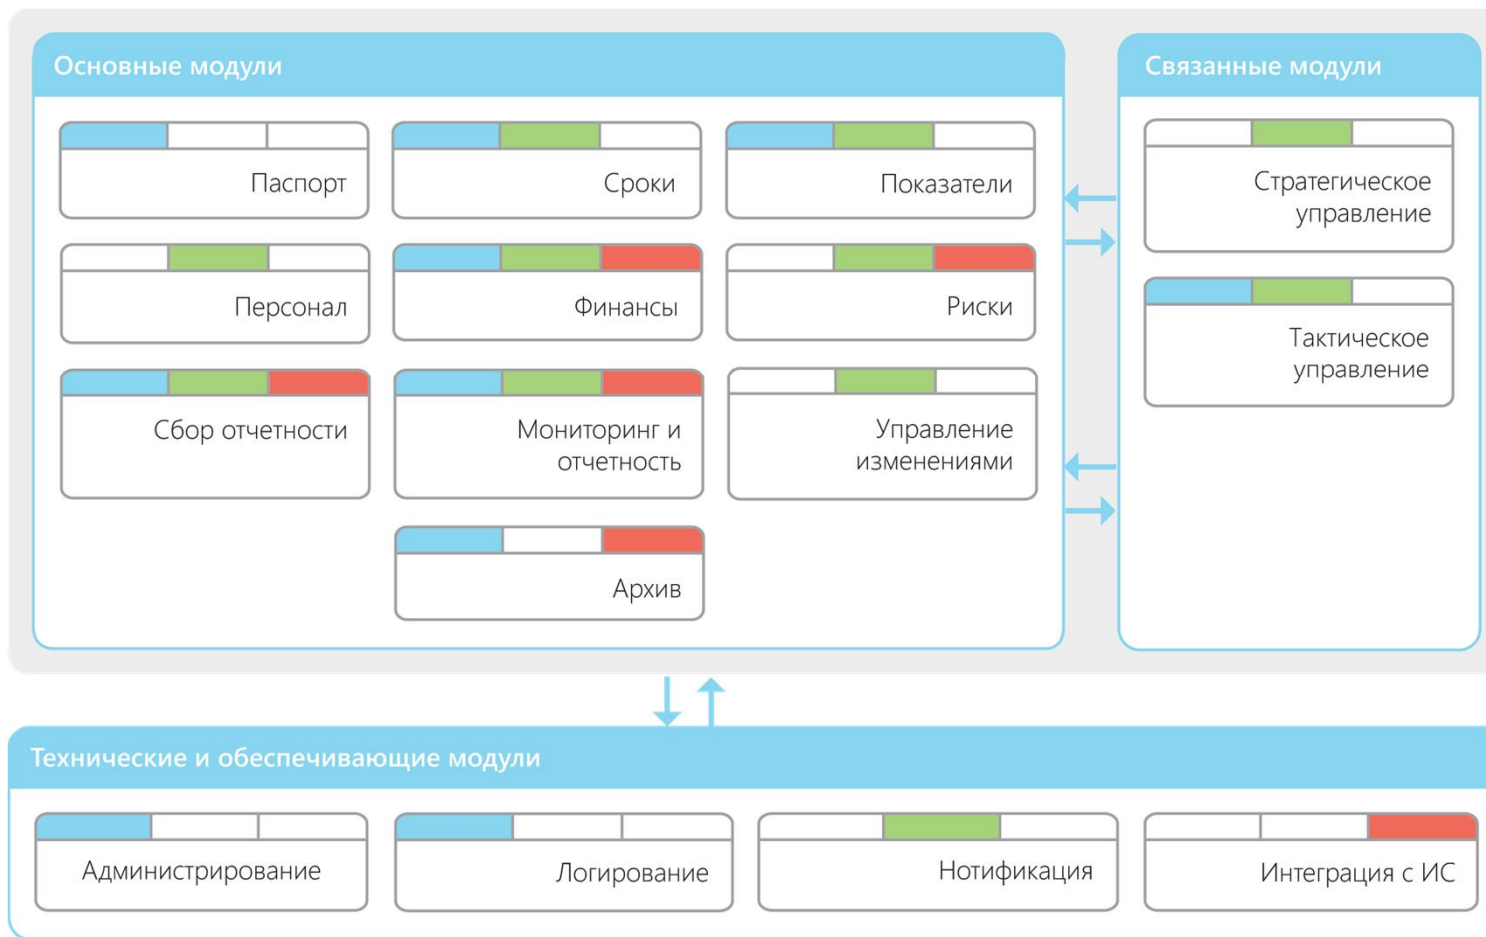 Основные модули
Паспорт
Сроки
Показатели
Персонал
Финансы
Риски
Сбор отчетности
Мониторинг и
отчетность
Управление
изменениями
Архив
Связанные модули
Стратегическое
управление
Тактическое
управление
Технические и обеспечивающие модули
Администрирование
Логирование
Нотификация
Интеграция с ИС